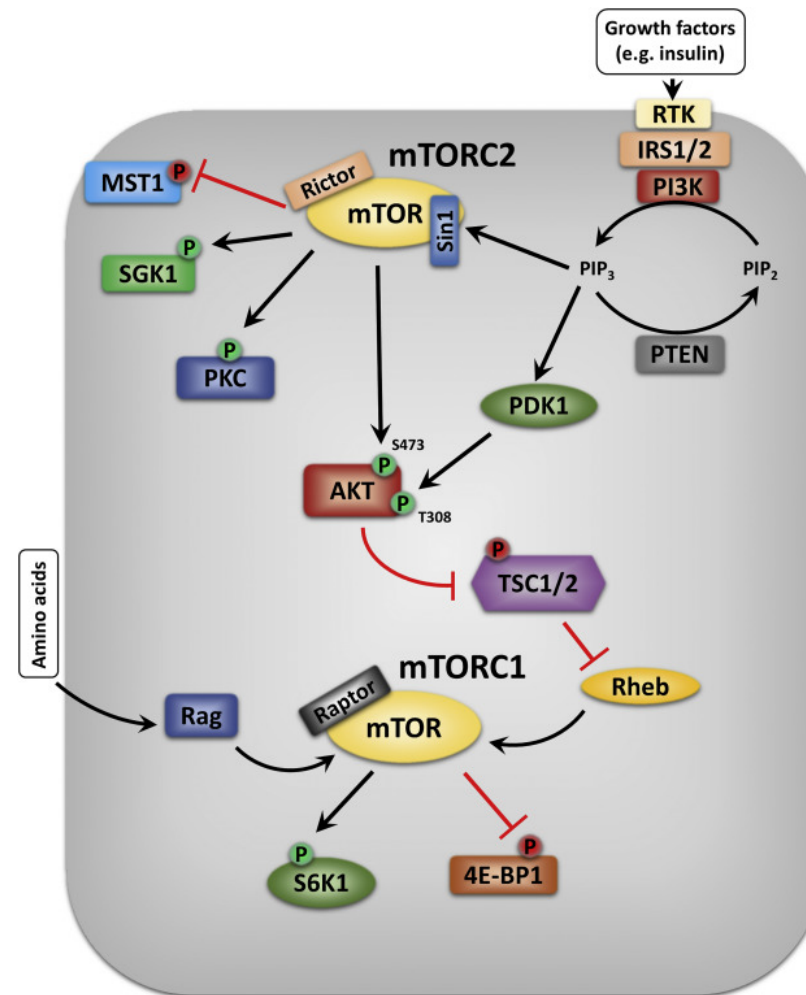 Growth factors
(e.g. insulin)
RTK
IRS1/2
PI3K
mTORC2
Rictor
mTOR
Sin1
P
MST1
P
SGK1
P
PKC
PIP3
PIP2
PTEN
PDK1
S473
P
AKT
P
T308
P
TSC1/2
Amino acids
mTORC1
Raptor
mTOR
Rheb
Rag
P
S6K1
P
4E-BP1